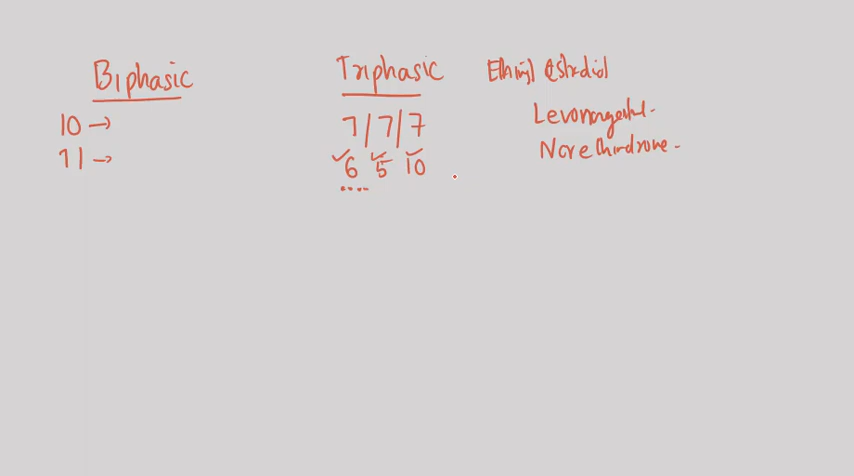 Biphasic
10 →
11 →
Triphasic
7/7/7
6 5 10
Ethinyl estradiol
Levonorgestrel
Norethindrone